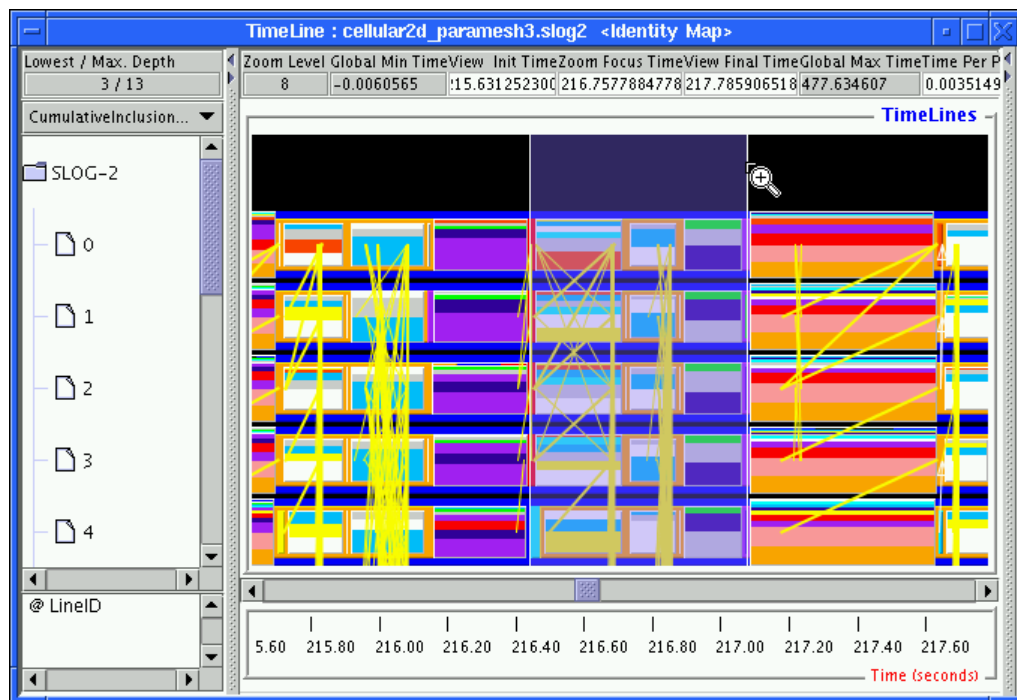 TimeLine : cellular2d_paramesh3.slog2 <Identity Map>
Lowest / Max. Depth
3 / 13
CumulativeInclusion...
Zoom Level Global Min Time View Init Time Zoom Focus Time View Final Time Global Max Time Time Per P
8 -0.0060565 :15.631252300 216.7577884778 217.785906518 477.634607 0.0035149
TimeLines
SLOG-2
0
1
2
3
4
@ LineID
5.60 215.80 216.00 216.20 216.40 216.60 216.80 217.00 217.20 217.40 217.60
Time (seconds)